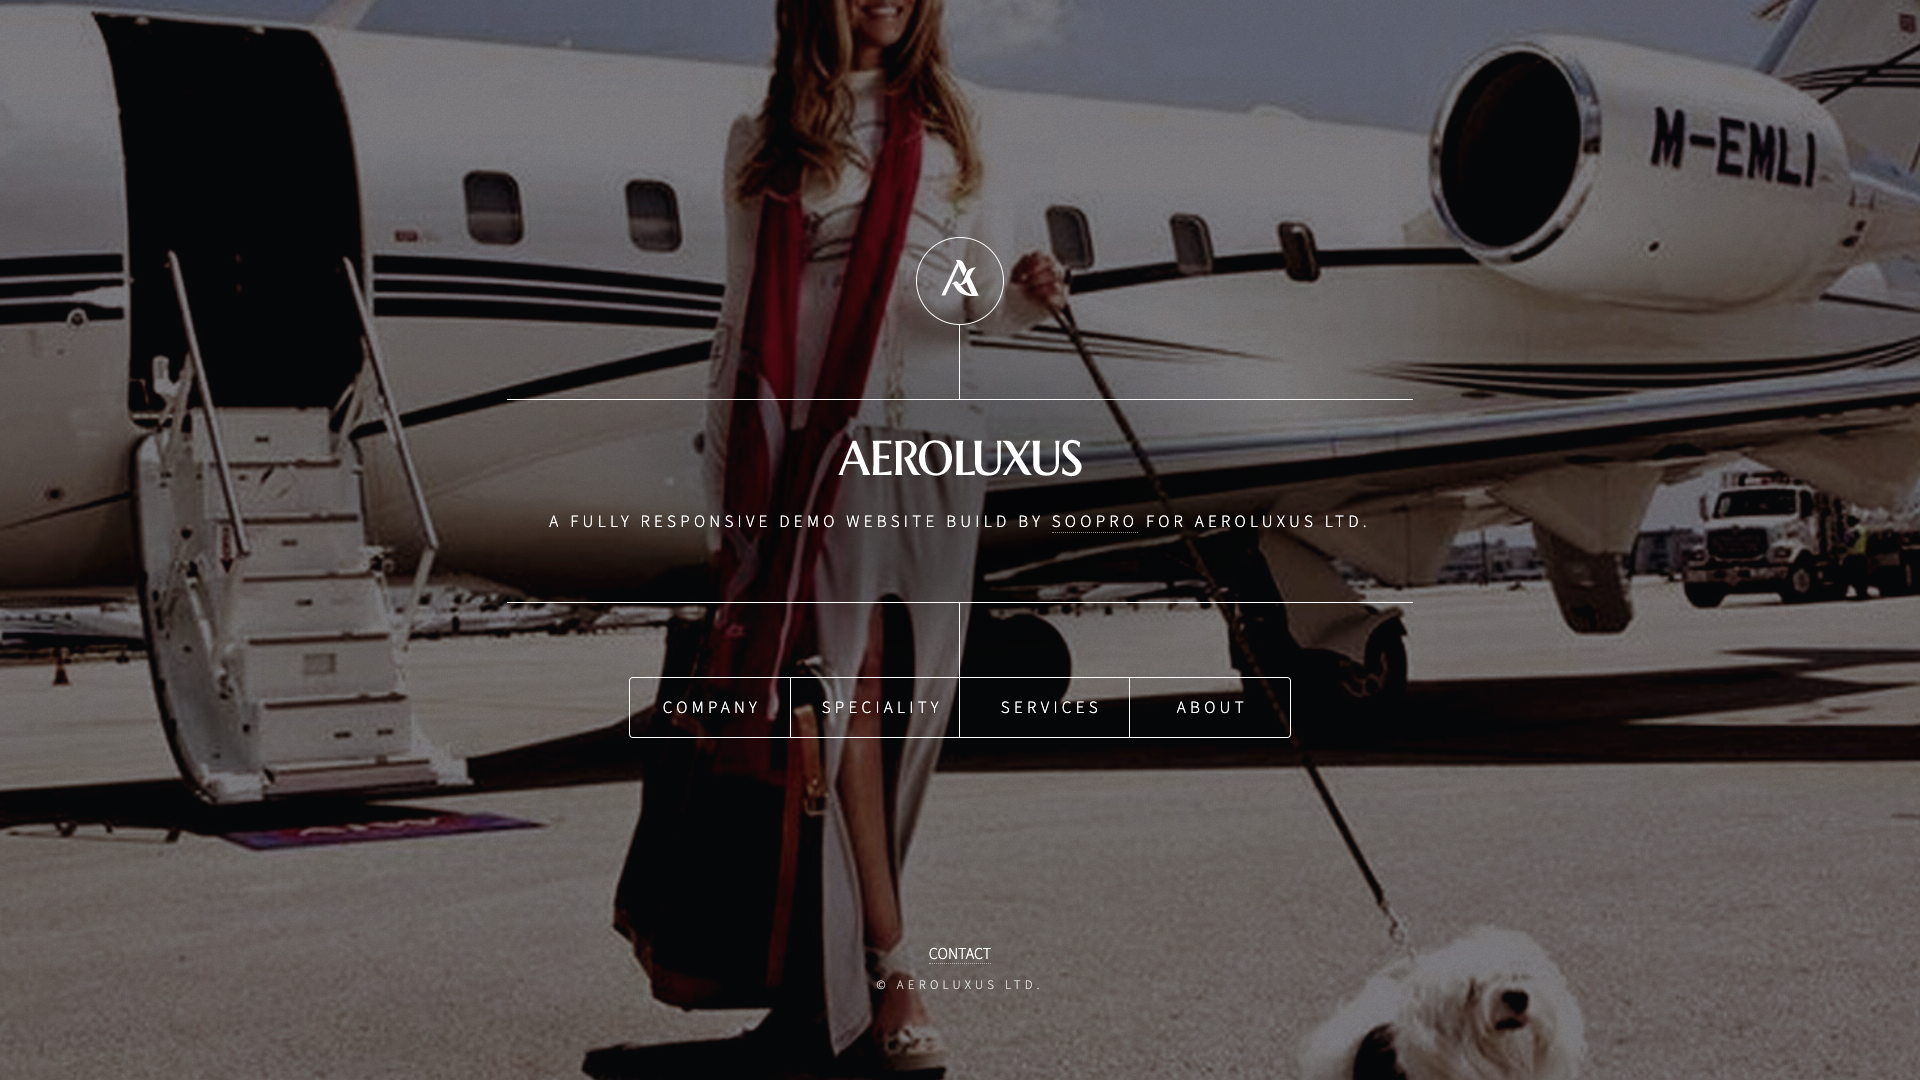 M-EMLI
AEROLUXUS
A FULLY RESPONSIVE DEMO WEBSITE BUILD BY SOOPRO FOR AEROLUXUS LTD.
COMPANY
SPECIALITY
SERVICES
ABOUT
CONTACT
© AEROLUXUS LTD.